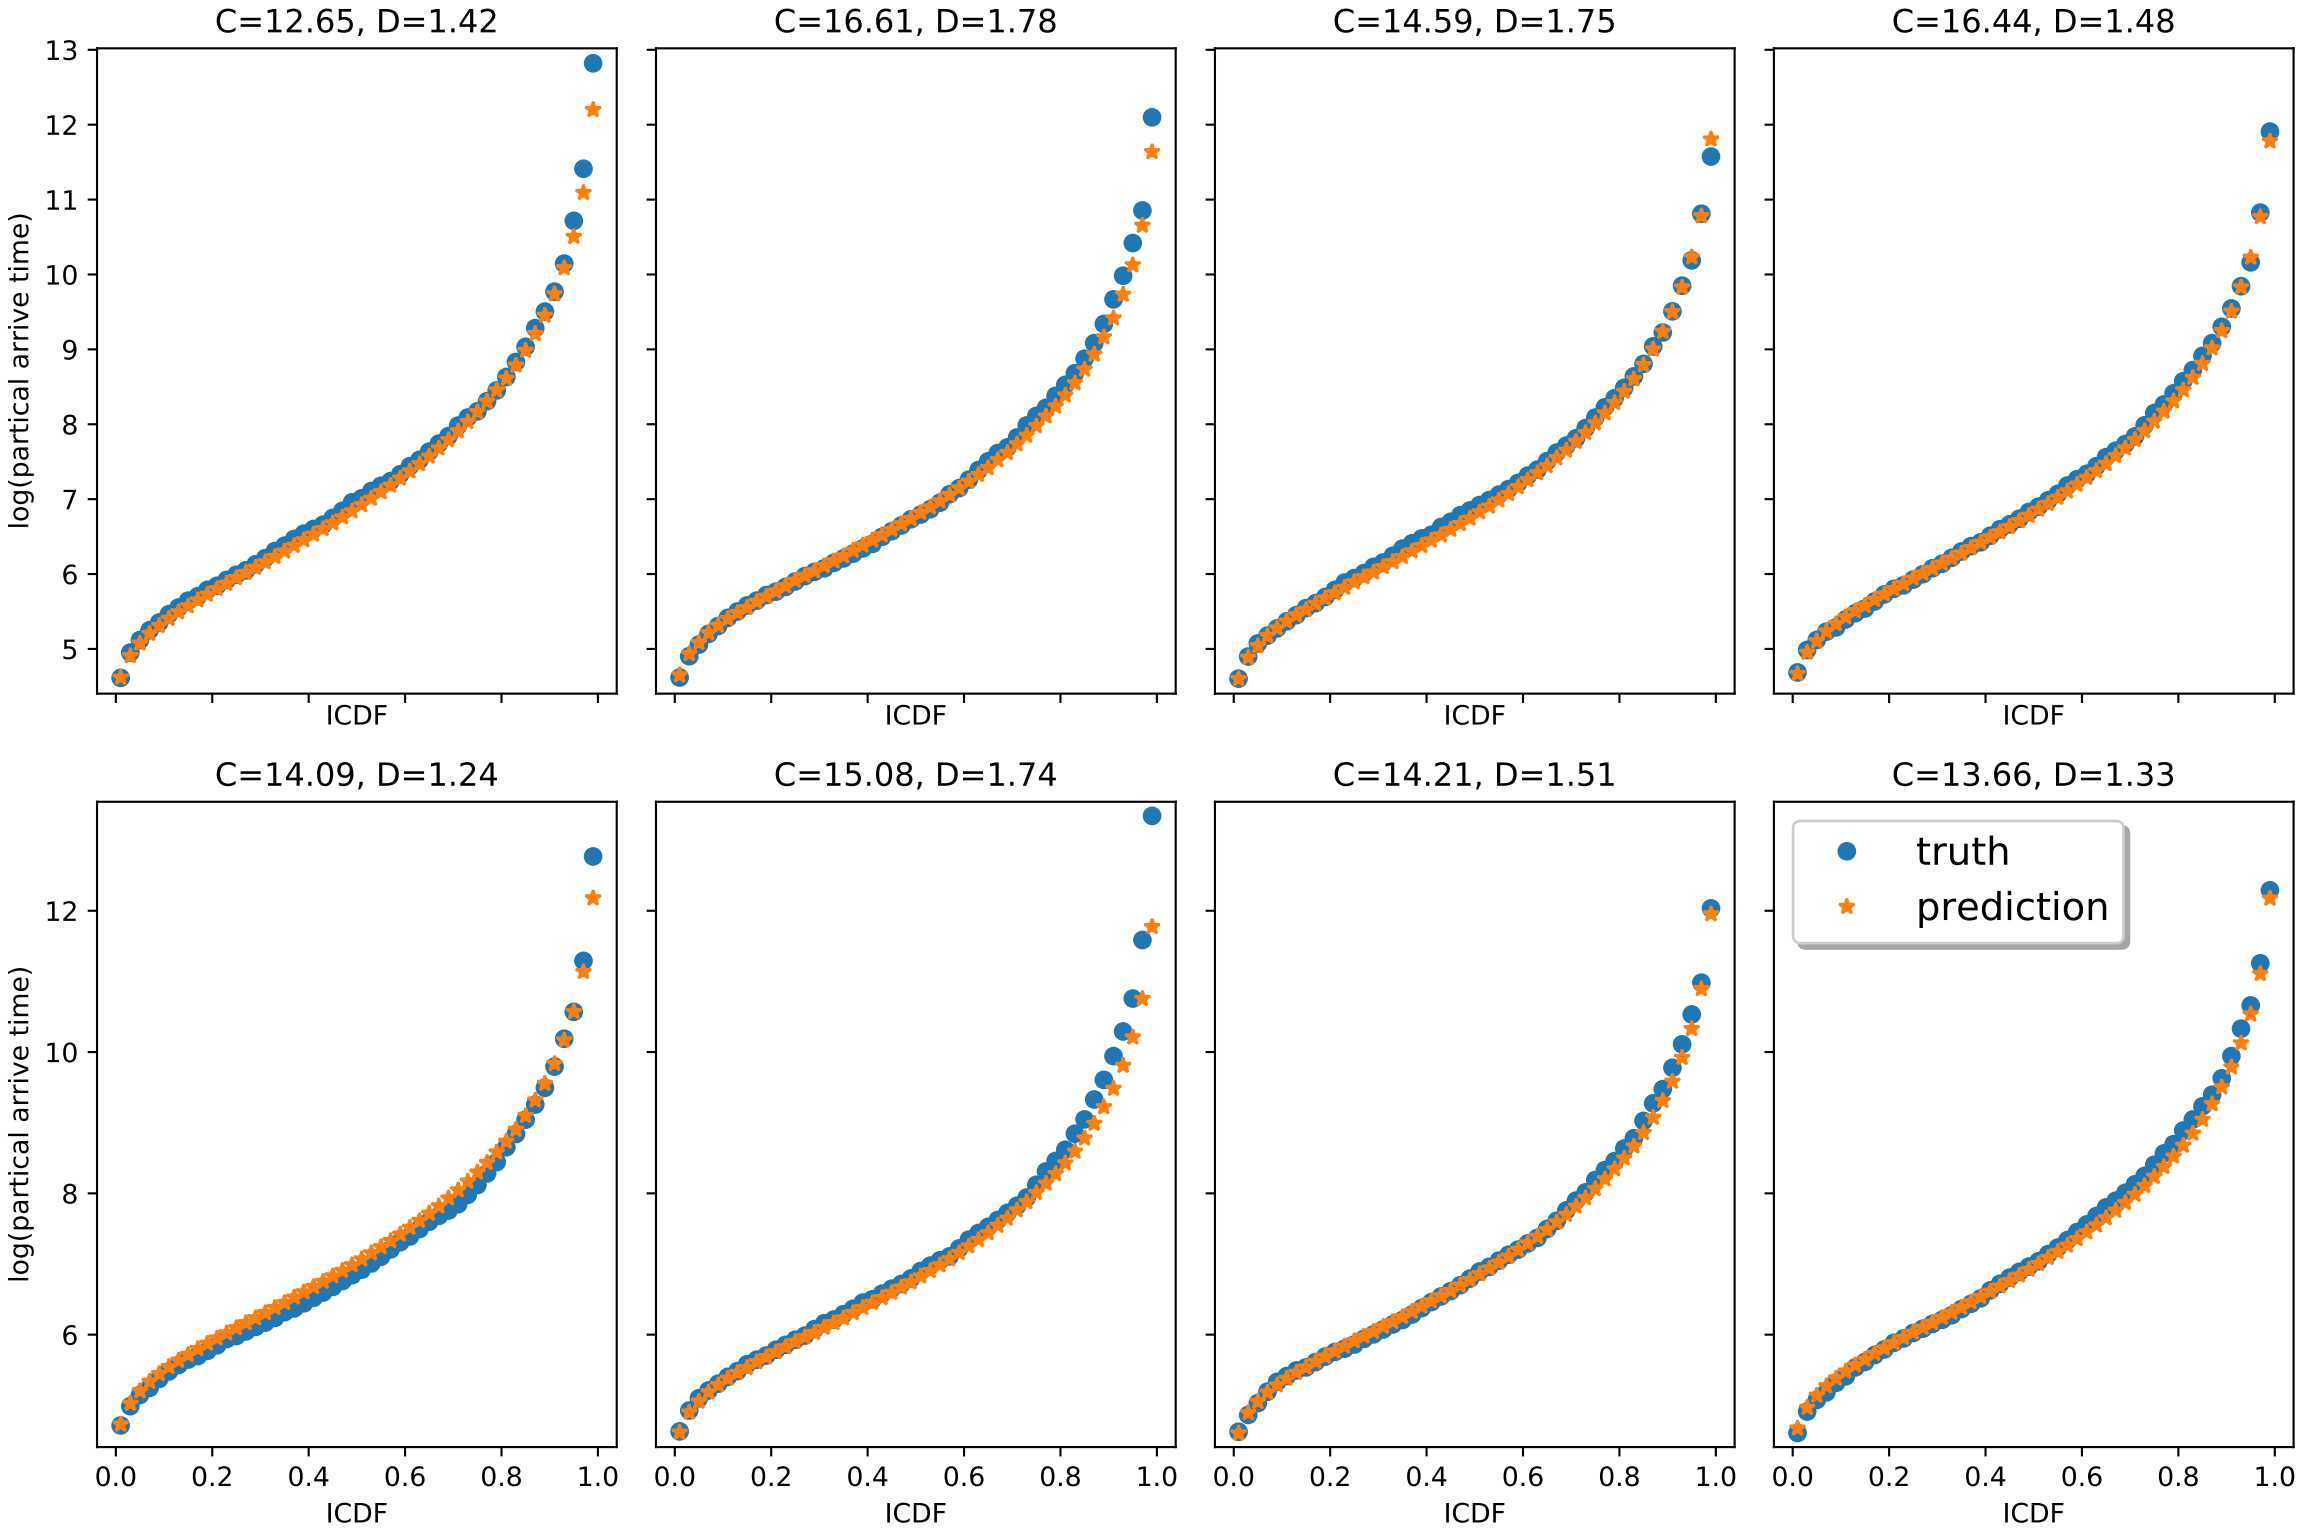 C=12.65, D=1.42
C=16.61, D=1.78
C=14.59, D=1.75
C=16.44, D=1.48
log(partical arrive time)
13
12
11
10
9
8
7
6
5
ICDF
ICDF
ICDF
ICDF
C=14.09, D=1.24
C=15.08, D=1.74
C=14.21, D=1.51
C=13.66, D=1.33
log(partical arrive time)
12
10
8
6
truth
prediction
0.0 0.2 0.4 0.6 0.8 1.0
0.0 0.2 0.4 0.6 0.8 1.0
0.0 0.2 0.4 0.6 0.8 1.0
0.0 0.2 0.4 0.6 0.8 1.0
ICDF
ICDF
ICDF
ICDF